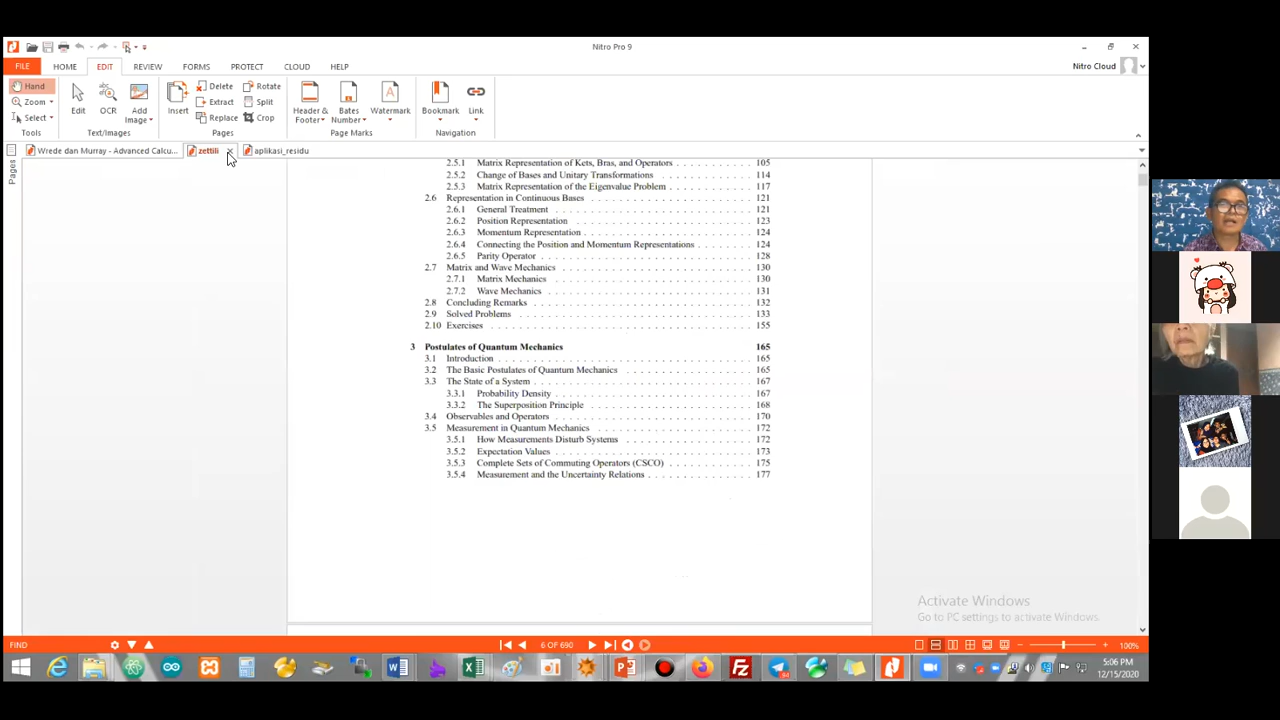 Nitro Pro 9
FILE HOME EDIT REVIEW FORMS PROTECT CLOUD HELP
Nitro Cloud
Hand
Zoom
Select
Tools
Edit
OCR
Add Image
Text/Images
Insert
Delete
Extract
Replace
Rotate
Split
Crop
Pages
Header & Footer
Bates Number
Watermark
Page Marks
Bookmark
Link
Navigation
Wrede dan Murray - Advanced Calcu...
zettili
aplikasi_residu
Pages
2.5.1 Matrix Representation of Kets, Bras, and Operators 105
2.5.2 Change of Bases and Unitary Transformations 114
2.5.3 Matrix Representation of the Eigenvalue Problem 117
2.6 Representation in Continuous Bases 121
2.6.1 General Treatment 121
2.6.2 Position Representation 123
2.6.3 Momentum Representation 124
2.6.4 Connecting the Position and Momentum Representations 124
2.6.5 Parity Operator 128
2.7 Matrix and Wave Mechanics 130
2.7.1 Matrix Mechanics 130
2.7.2 Wave Mechanics 131
2.8 Concluding Remarks 132
2.9 Solved Problems 133
2.10 Exercises 155
3 Postulates of Quantum Mechanics 165
3.1 Introduction 165
3.2 The Basic Postulates of Quantum Mechanics 165
3.3 The State of a System 167
3.3.1 Probability Density 167
3.3.2 The Superposition Principle 168
3.4 Observables and Operators 170
3.5 Measurement in Quantum Mechanics 172
3.5.1 How Measurements Disturb Systems 172
3.5.2 Expectation Values 173
3.5.3 Complete Sets of Commuting Operators (CSCO) 175
3.5.4 Measurement and the Uncertainty Relations 177
Activate Windows
Go to PC settings to activate Windows.
FIND
6 OF 690
100%
5:06 PM
12/15/2020